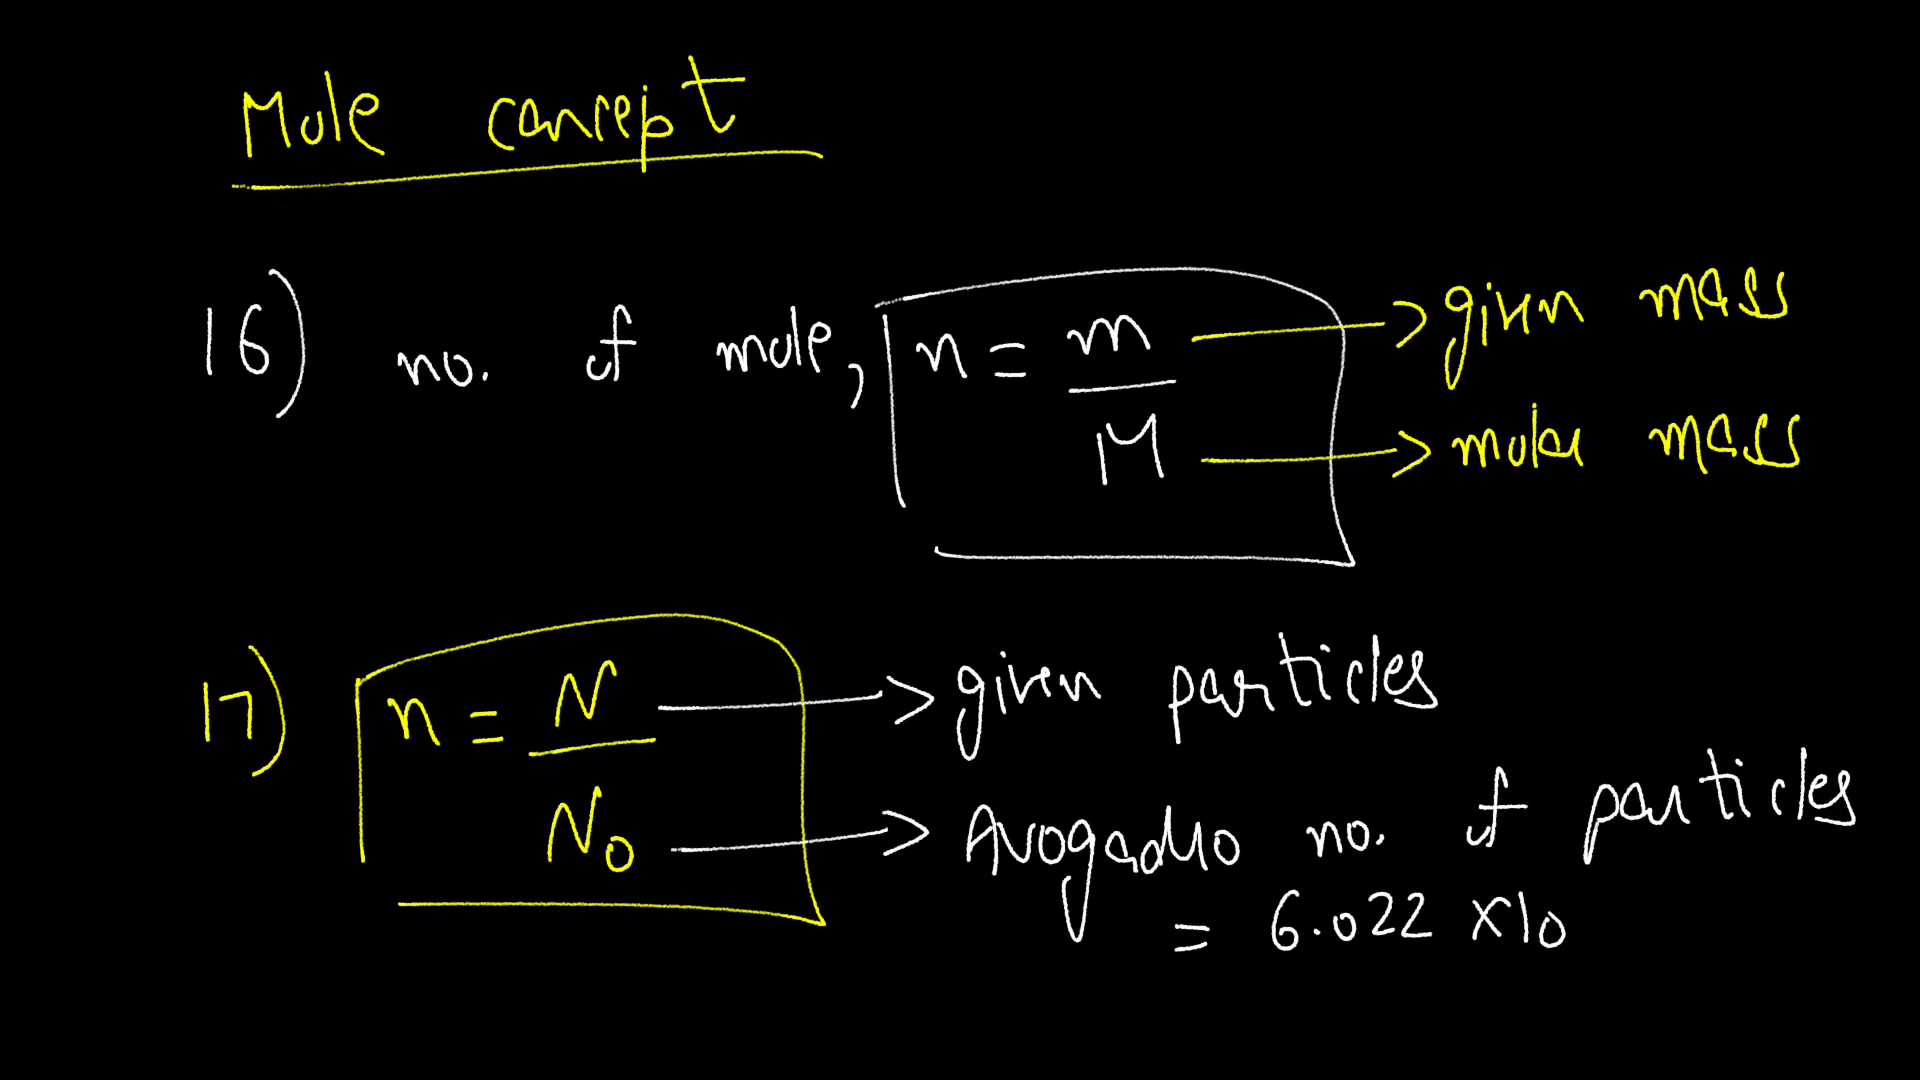 Mole concept
16) no. of mole, n = m/M → given mass
→ molar mass
17) n = N/N₀ → given particles
→ Avogadro no. of particles
= 6.022 ×10